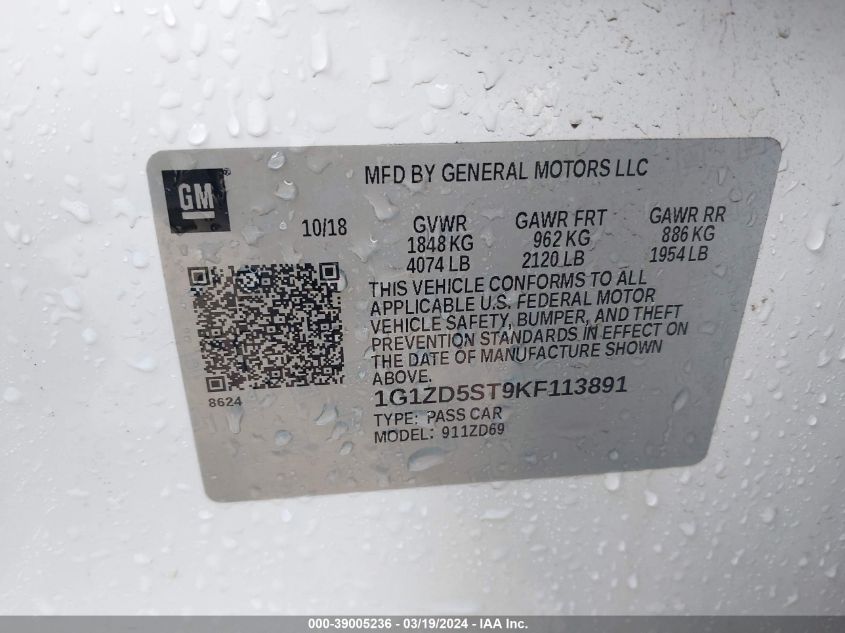 GM®
MFD BY GENERAL MOTORS LLC
10/18
GVWR
1848 KG
4074 LB
GAWR FRT
962 KG
2120 LB
GAWR RR
886 KG
1954 LB
THIS VEHICLE CONFORMS TO ALL
APPLICABLE U.S. FEDERAL MOTOR
VEHICLE SAFETY, BUMPER, AND THEFT
PREVENTION STANDARDS IN EFFECT ON
THE DATE OF MANUFACTURE SHOWN
ABOVE.
8624
1G1ZD5ST9KF113891
TYPE: PASS CAR
MODEL: 911ZD69
000-39005236 - 03/19/2024 - IAA Inc.